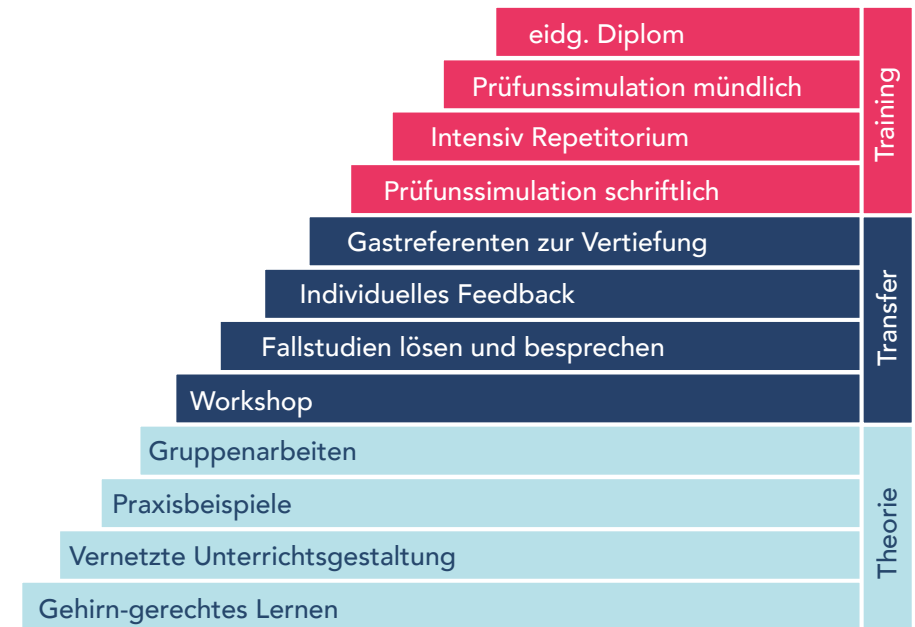 eidg. Diplom
Prüfunssimulation mündlich
Intensiv Repetitorium
Prüfunssimulation schriftlich
Training
Gastreferenten zur Vertiefung
Individuelles Feedback
Fallstudien lösen und besprechen
Workshop
Transfer
Gruppenarbeiten
Praxisbeispiele
Vernetzte Unterrichtsgestaltung
Gehirn-gerechtes Lernen
Theorie